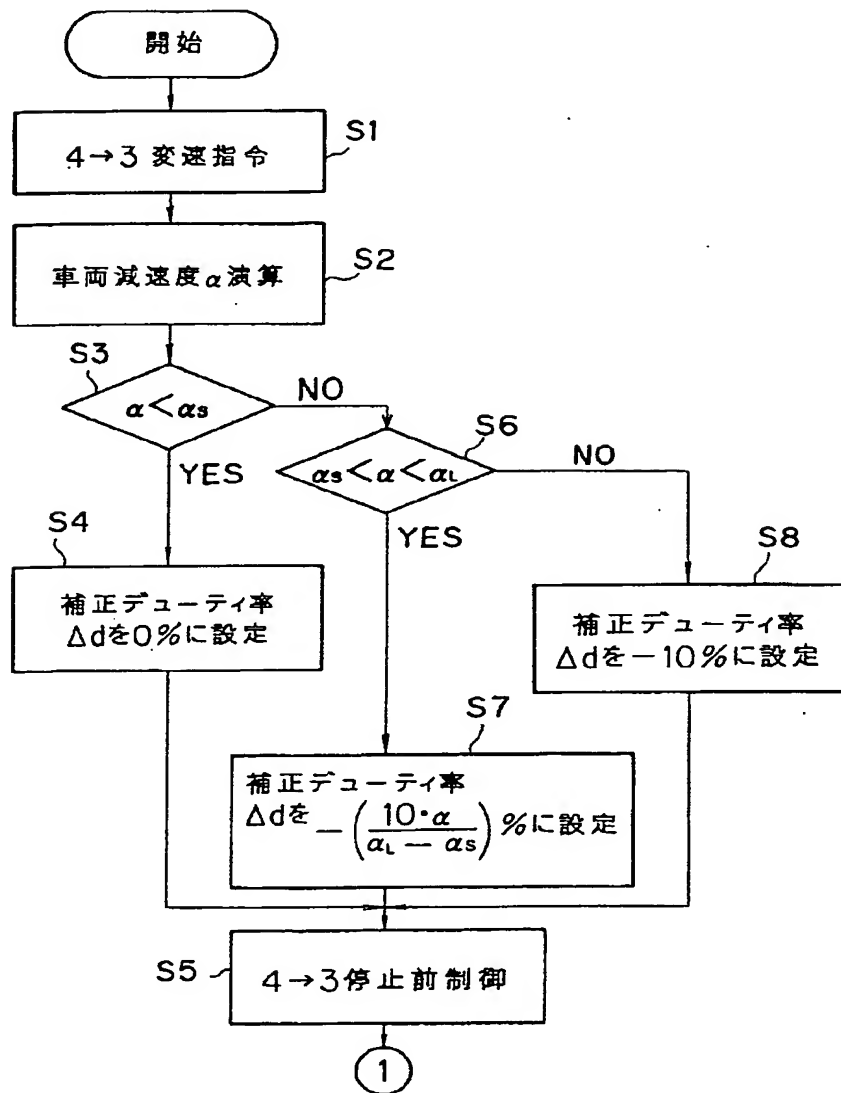 開始
S1
4→3 変速指令
S2
車両減速度α演算
S3
α<αs
NO
YES
S6
αs<α<αL
NO
YES
S4
補正デューティ率
Δdを0%に設定
S8
補正デューティ率
Δdを-10%に設定
S7
補正デューティ率
Δdを-(10・α/αL-αs)%に設定
S5
4→3停止前制御
1